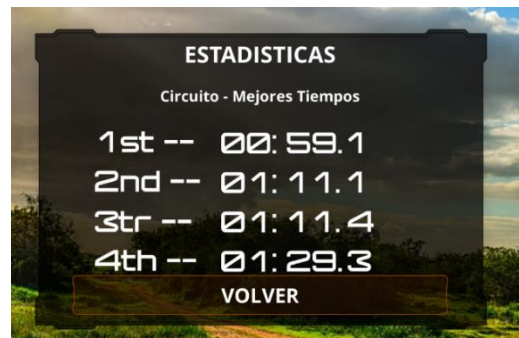 ESTADISTICAS
Circuito - Mejores Tiempos
1st -- 00:59.1
2nd -- 01:11.1
3tr -- 01:11.4
4th -- 01:29.3
VOLVER